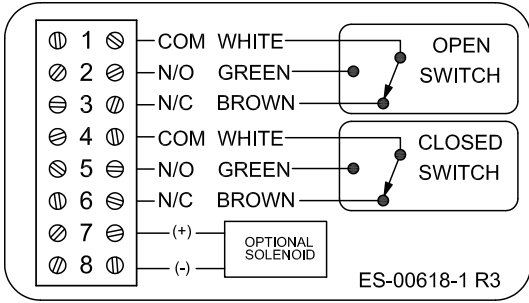 1 COM WHITE
2 N/O GREEN
3 N/C BROWN
OPEN
SWITCH
4 COM WHITE
5 N/O GREEN
6 N/C BROWN
CLOSED
SWITCH
7 (+)
8 (-)
OPTIONAL
SOLENOID
ES-00618-1 R3